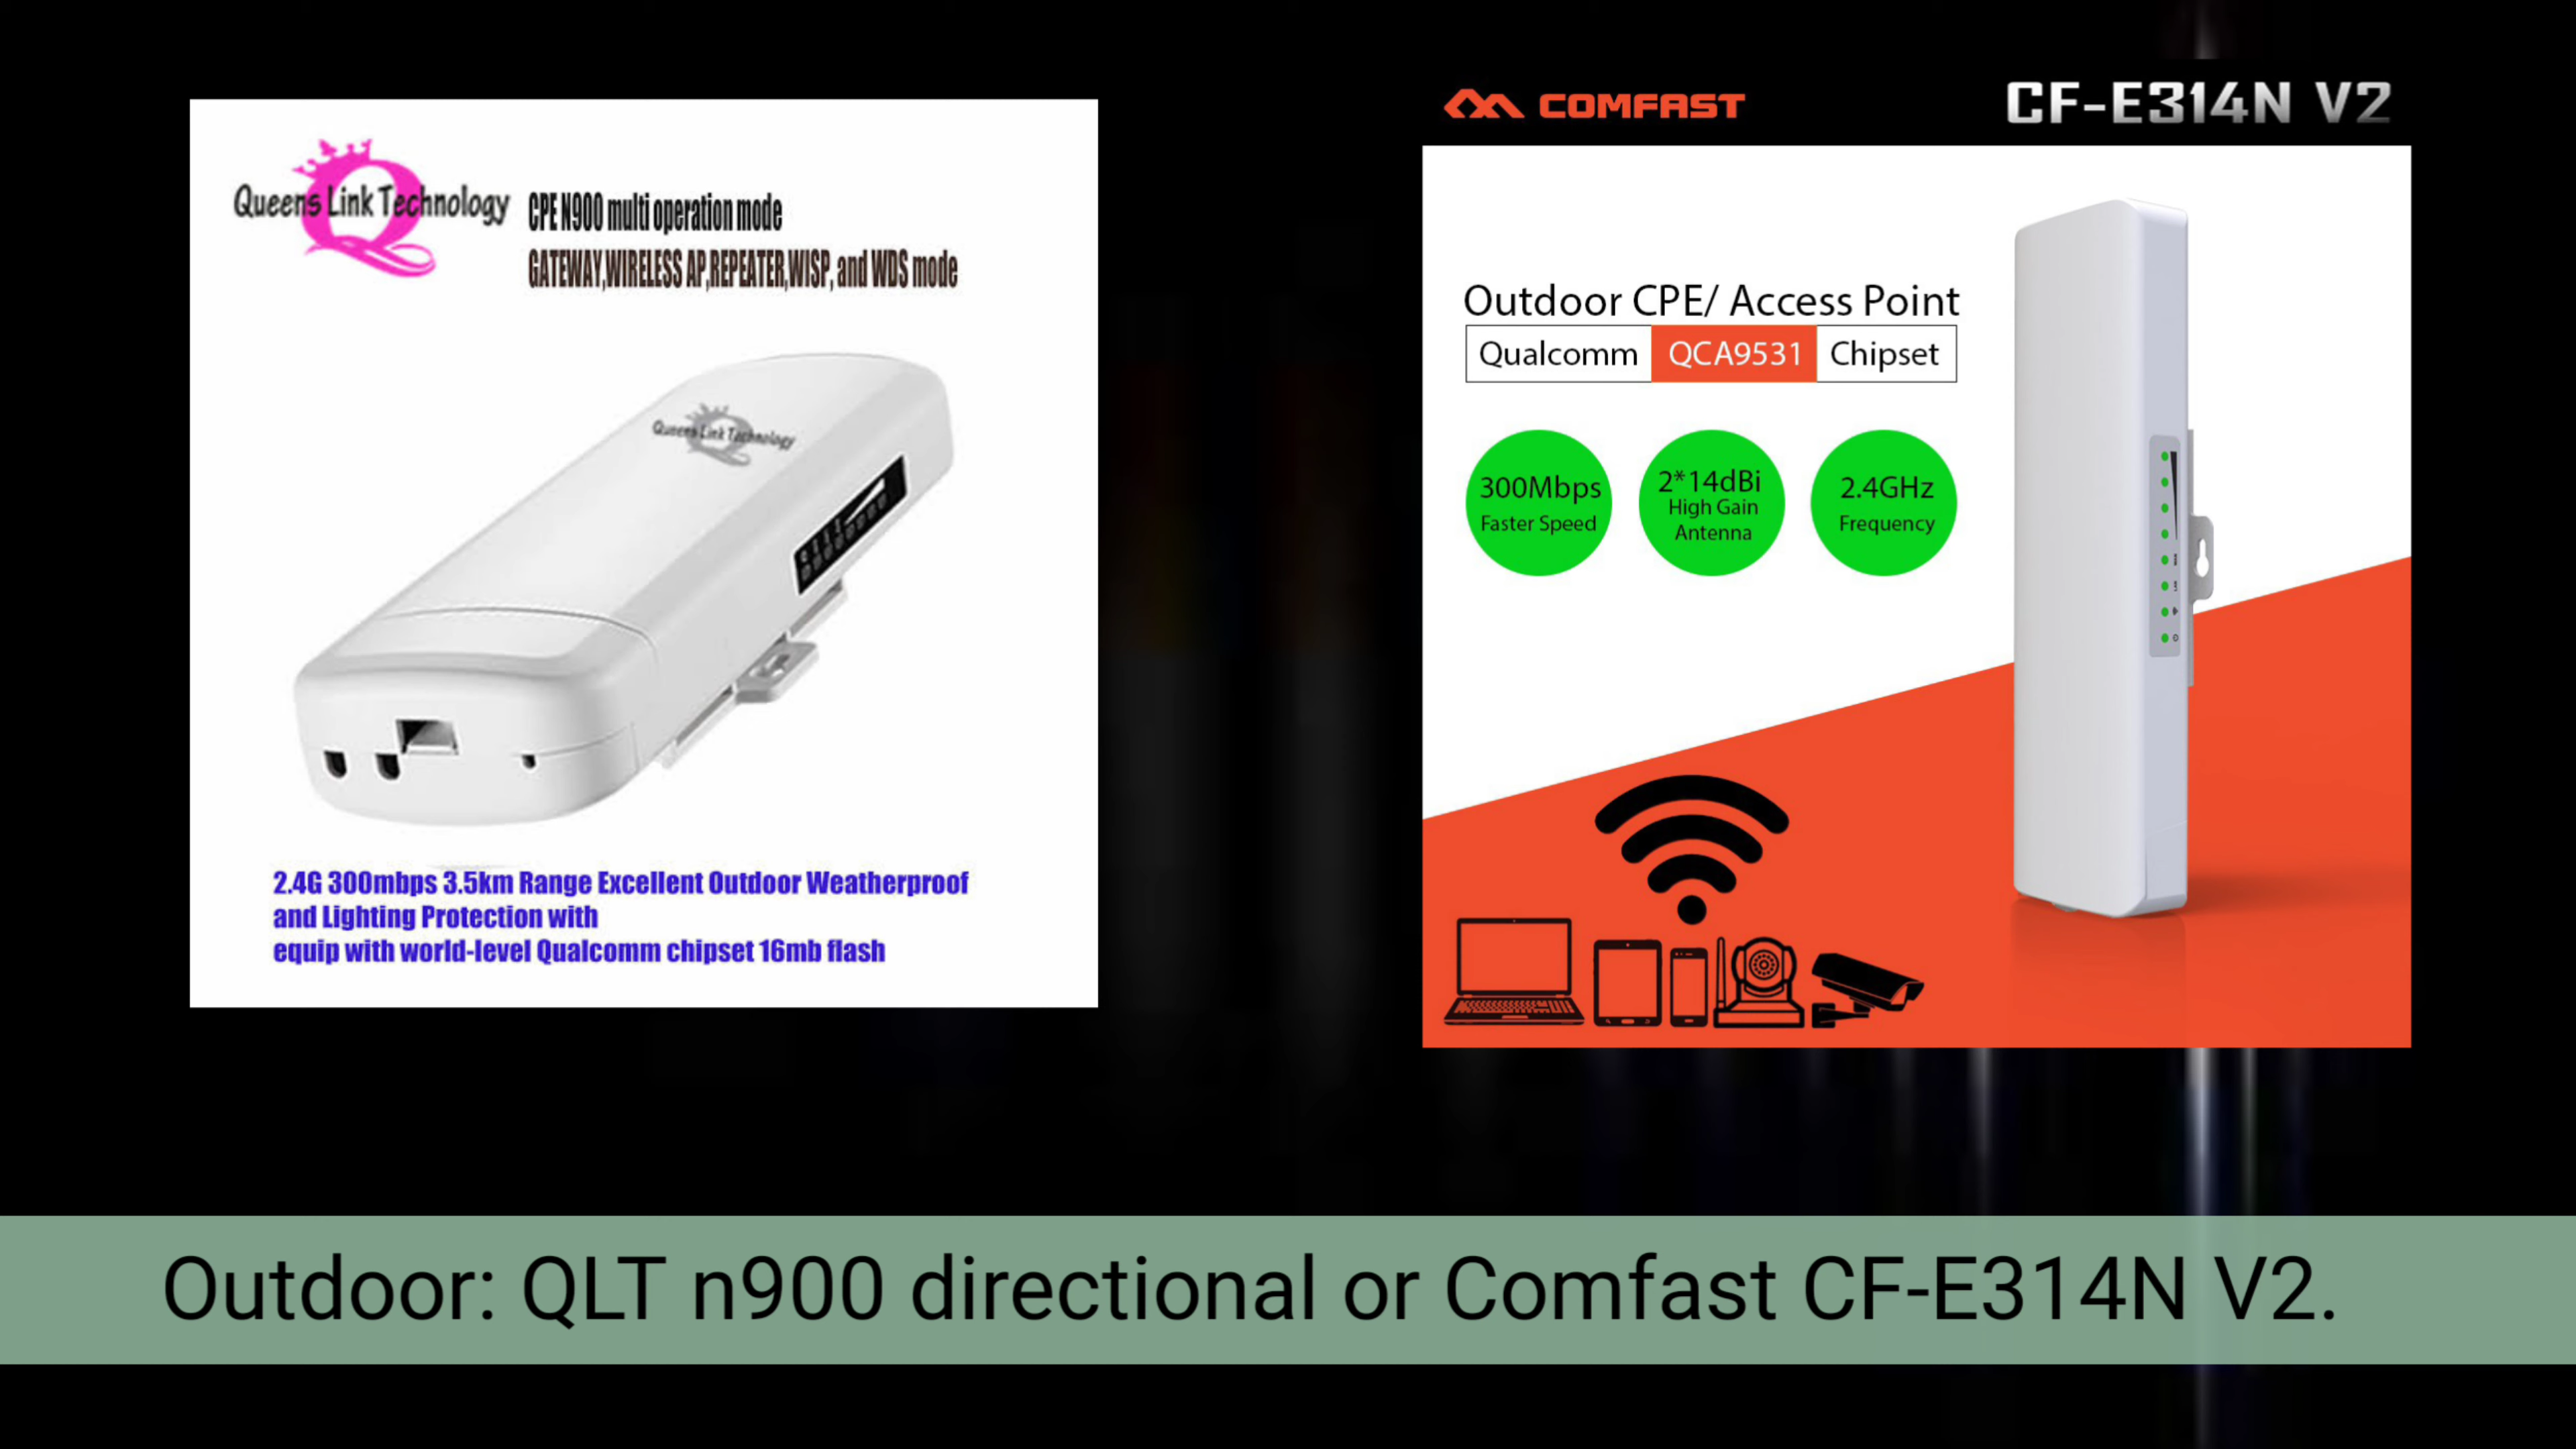 Queens Link Technology
CPE N900 multi operation mode
GATEWAY,WIRELESS AP,REPEATER,WISP, and WDS mode
Queens Link Technology
2.4G 300mbps 3.5km Range Excellent Outdoor Weatherproof
and Lighting Protection with
equip with world-level Qualcomm chipset 16mb flash
COMFAST
CF-E314N V2
Outdoor CPE/ Access Point
Qualcomm QCA9531 Chipset
300Mbps
Faster Speed
2*14dBi
High Gain
Antenna
2.4GHz
Frequency
Outdoor: QLT n900 directional or Comfast CF-E314N V2.